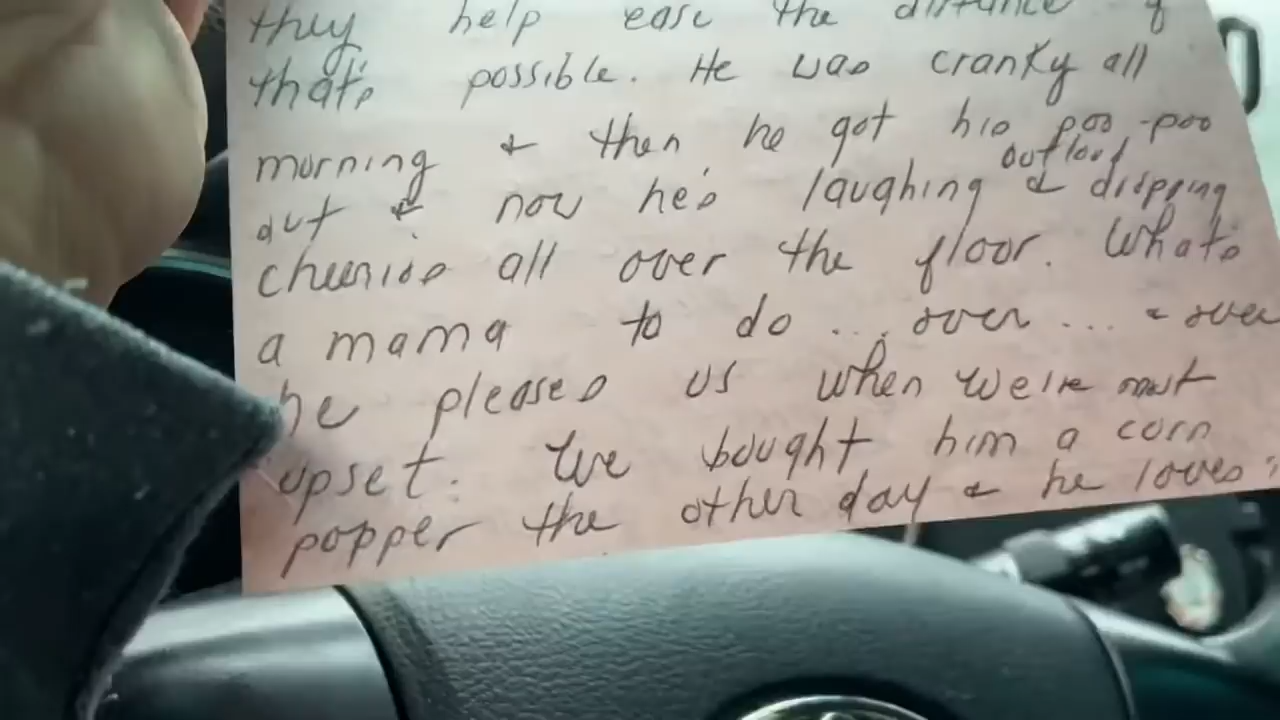 they help ease the distance if
that's possible. He was cranky all
morning & then he got his poo-poo
out & now he's laughing outloud & dripping
cheerios all over the floor. What's
a mama to do ... over ... & over
he pleases us when we're most
upset. We bought him a corn
popper the other day & he loves